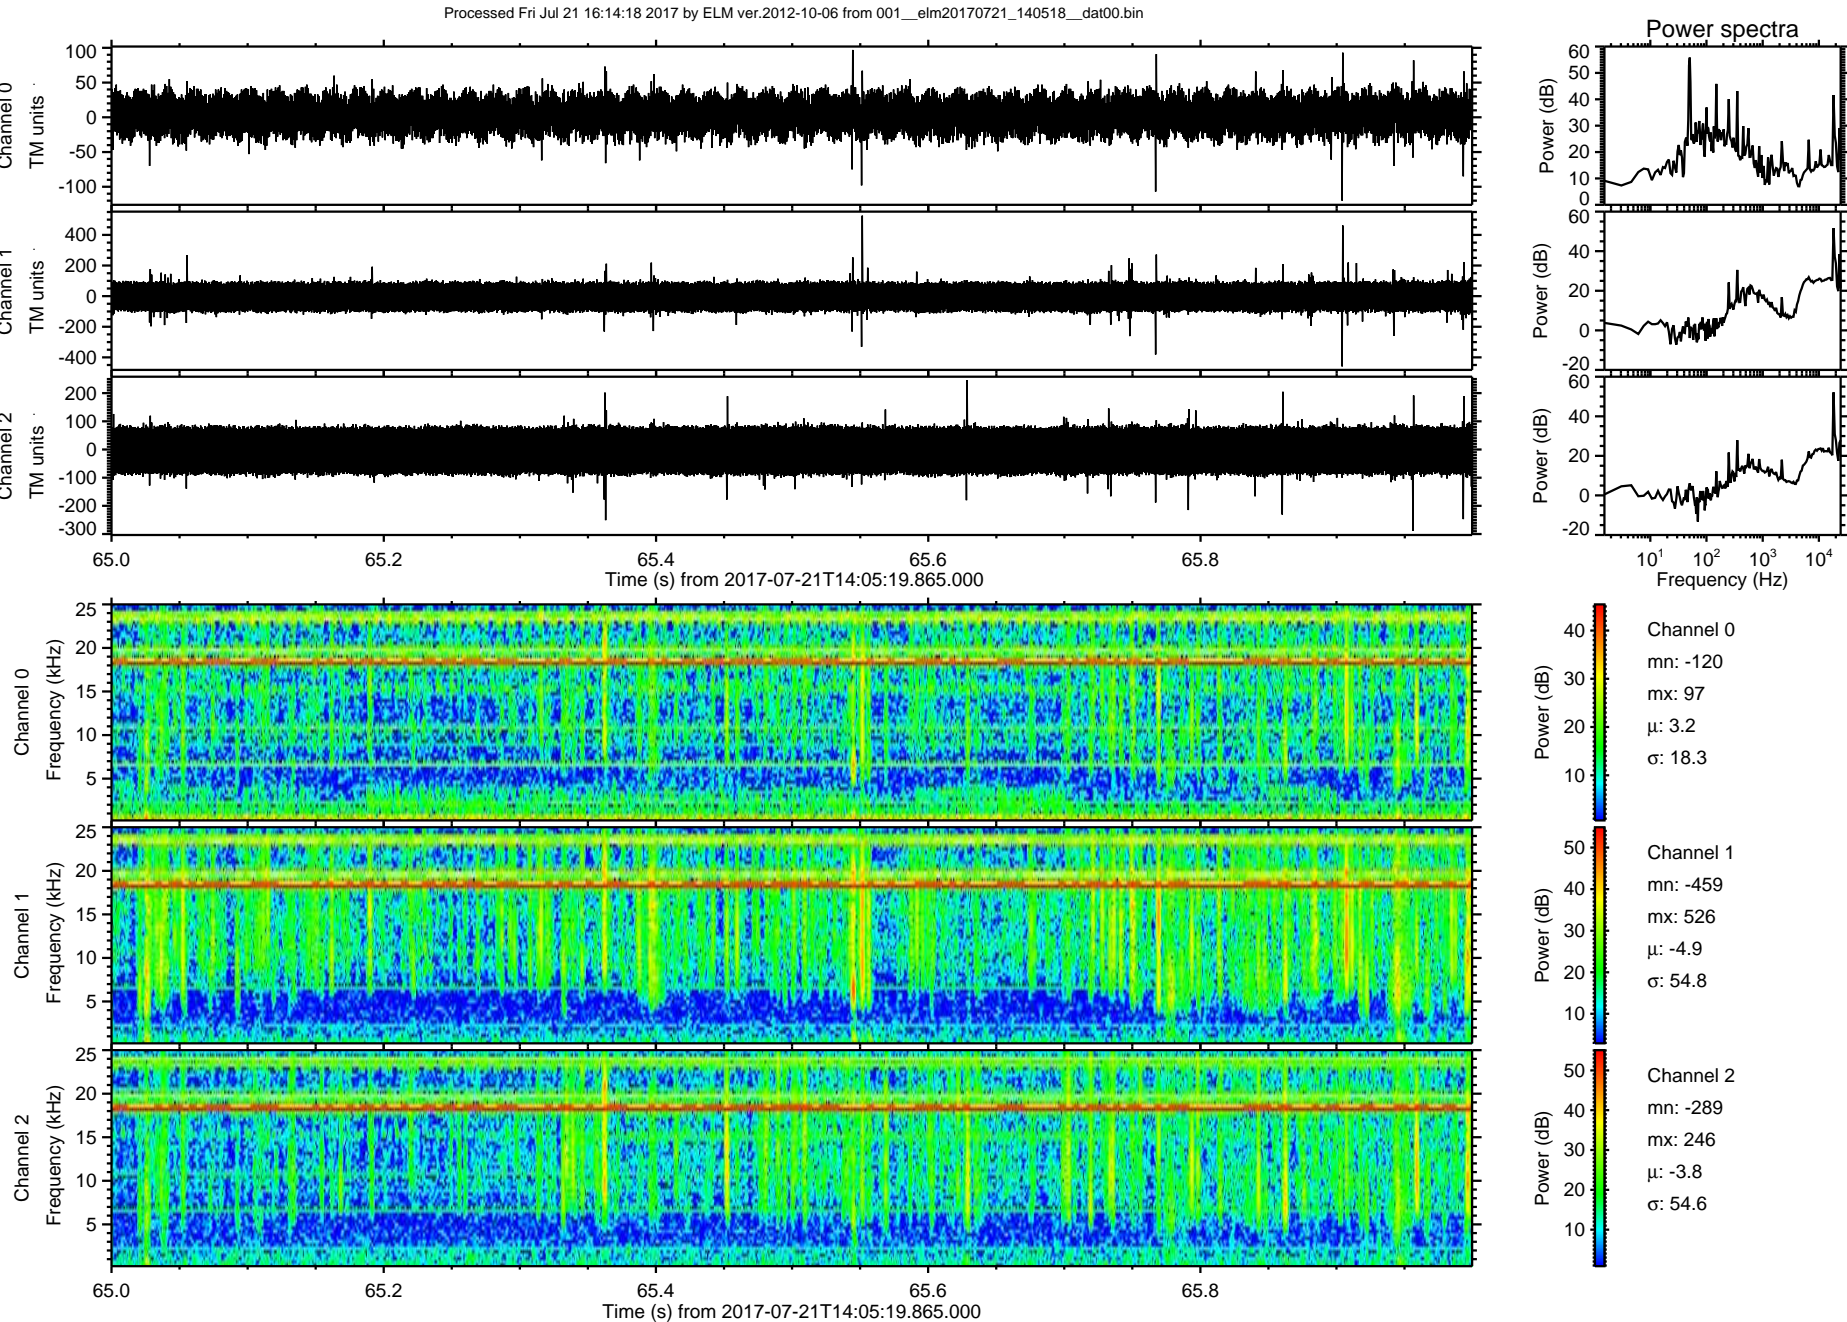 Processed Fri Jul 21 16:14:18 2017 by ELM ver.2012-10-06 from 001__elm20170721_140518__dat00.bin
Power spectra
Channel 0
TM units
100
50
0
-50
-100
Power (dB)
60
50
40
30
20
10
0
Channel 1
TM units
400
200
0
-200
-400
Power (dB)
60
40
20
0
-20
Channel 2
TM units
200
100
0
-100
-200
-300
Power (dB)
60
40
20
0
-20
65.0 65.2 65.4 65.6 65.8
Time (s) from 2017-07-21T14:05:19.865.000
10¹ 10² 10³ 10⁴
Frequency (Hz)
Channel 0
Frequency (kHz)
25
20
15
10
5
Power (dB)
40
30
20
10
Channel 0
mn: -120
mx: 97
μ: 3.2
σ: 18.3
Channel 1
Frequency (kHz)
25
20
15
10
5
Power (dB)
50
40
30
20
10
Channel 1
mn: -459
mx: 526
μ: -4.9
σ: 54.8
Channel 2
Frequency (kHz)
25
20
15
10
5
Power (dB)
50
40
30
20
10
Channel 2
mn: -289
mx: 246
μ: -3.8
σ: 54.6
65.0 65.2 65.4 65.6 65.8
Time (s) from 2017-07-21T14:05:19.865.000